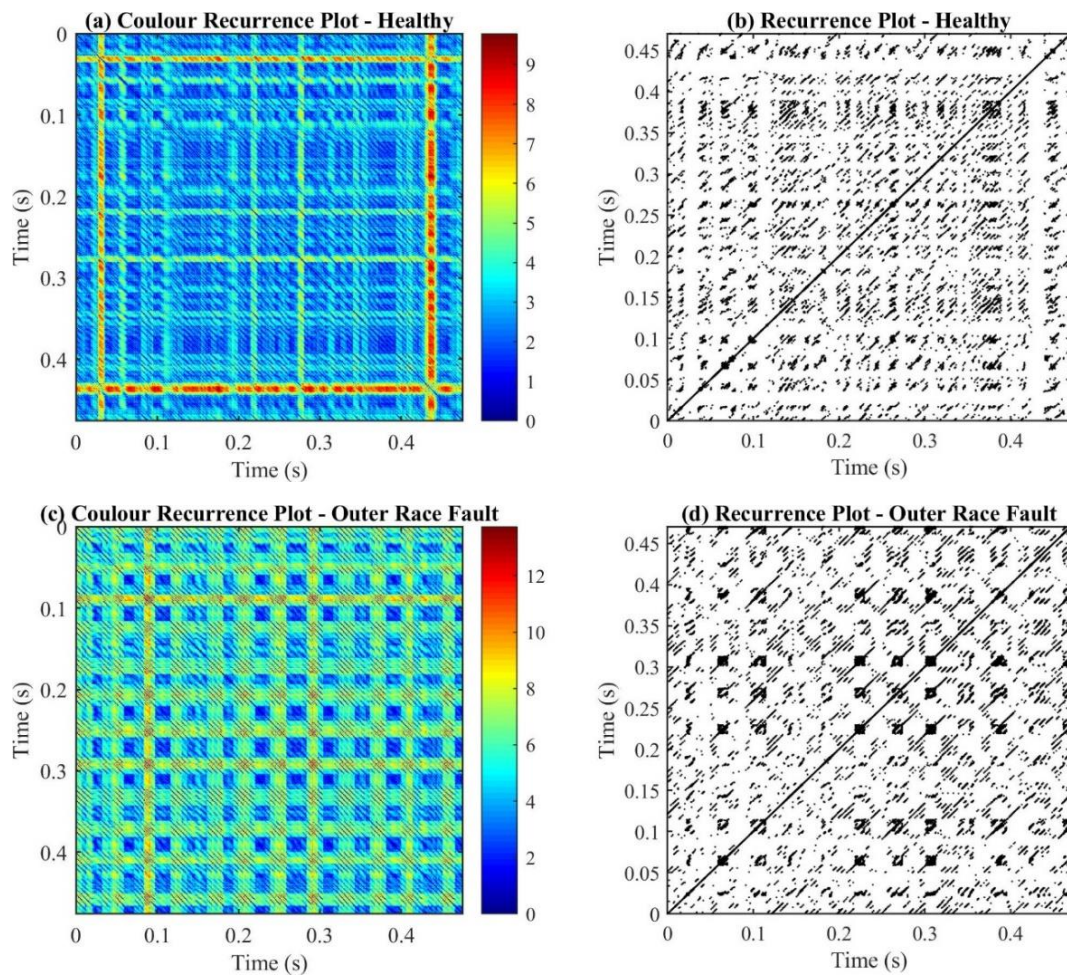 (a) Coulour Recurrence Plot - Healthy
0
0.1
0.2
0.3
0.4
Time (s)
0 0.1 0.2 0.3 0.4
Time (s)
9
8
7
6
5
4
3
2
1
0
(b) Recurrence Plot - Healthy
0.45
0.4
0.35
0.3
0.25
0.2
0.15
0.1
0.05
0
Time (s)
0 0.1 0.2 0.3 0.4
Time (s)
(c) Coulour Recurrence Plot - Outer Race Fault
0
0.1
0.2
0.3
0.4
Time (s)
0 0.1 0.2 0.3 0.4
Time (s)
12
10
8
6
4
2
0
(d) Recurrence Plot - Outer Race Fault
0.45
0.4
0.35
0.3
0.25
0.2
0.15
0.1
0.05
0
Time (s)
0 0.1 0.2 0.3 0.4
Time (s)